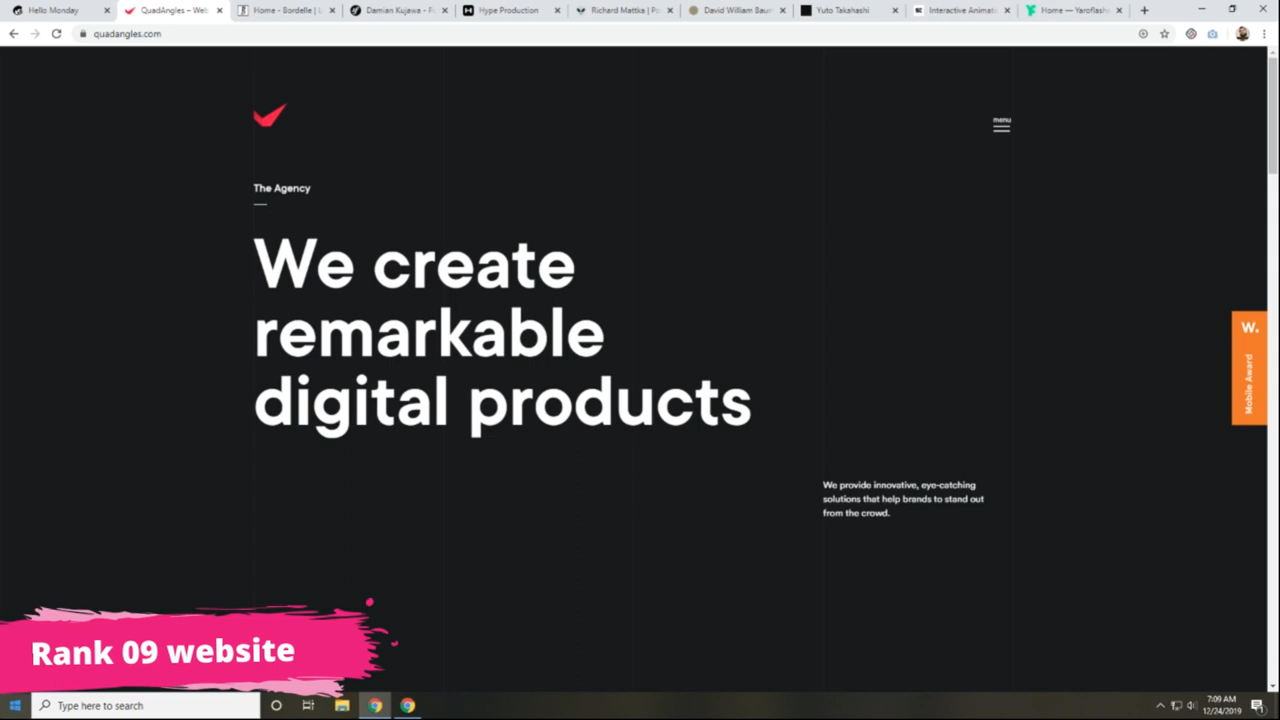 Hello Monday
QuadAngles – Web
Home - Bordelle | L
Damian Kujawa – P
Hype Production
Richard Mattka | Po
David William Baum
Yuto Takahashi
Interactive Animati
Home — Yaroflash
quadangles.com
menu
The Agency
We create
remarkable
digital products
W.
Mobile Award
We provide innovative, eye-catching
solutions that help brands to stand out
from the crowd.
Rank 09 website
Type here to search
7:09 AM
12/24/2019